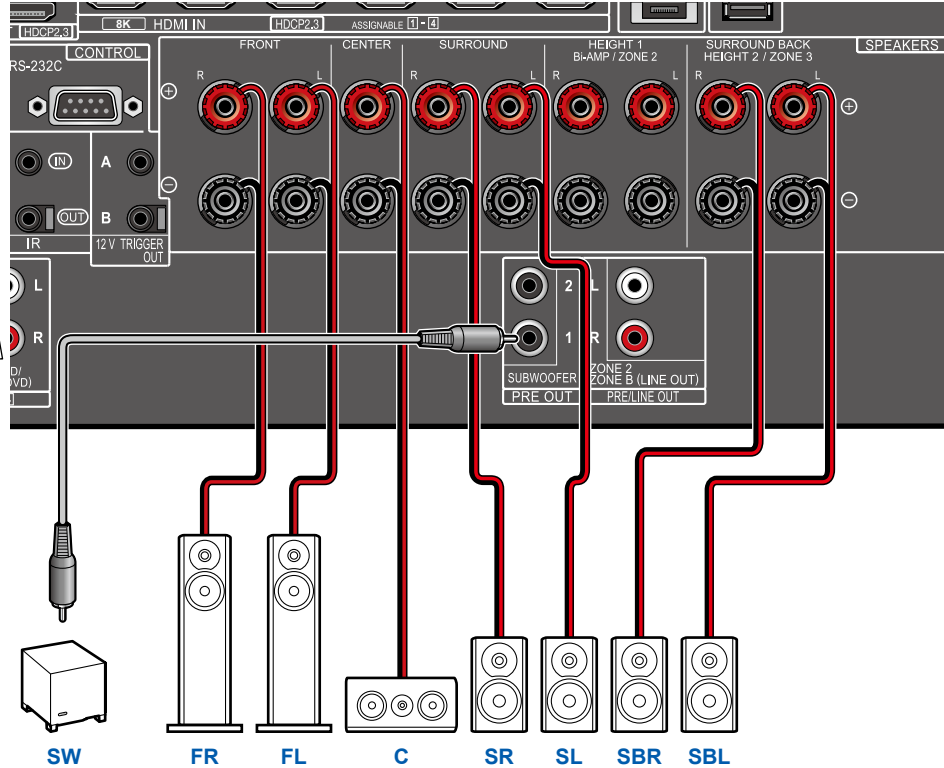 HDCP2.3
8K HDMI IN HDCP2.3 ASSIGNABLE 1 - 4
CONTROL
RS-232C
FRONT CENTER SURROUND HEIGHT 1 SURROUND BACK SPEAKERS
Bi-AMP / ZONE 2 HEIGHT 2 / ZONE 3
R L R L R L R L
IN A
OUT B
IR 12 V TRIGGER
OUT
L 2 L
R 1 R
SUBWOOFER ZONE 2
ZONE B (LINE OUT)
PRE OUT PRE/LINE OUT
D/
DVD)
SW FR FL C SR SL SBR SBL